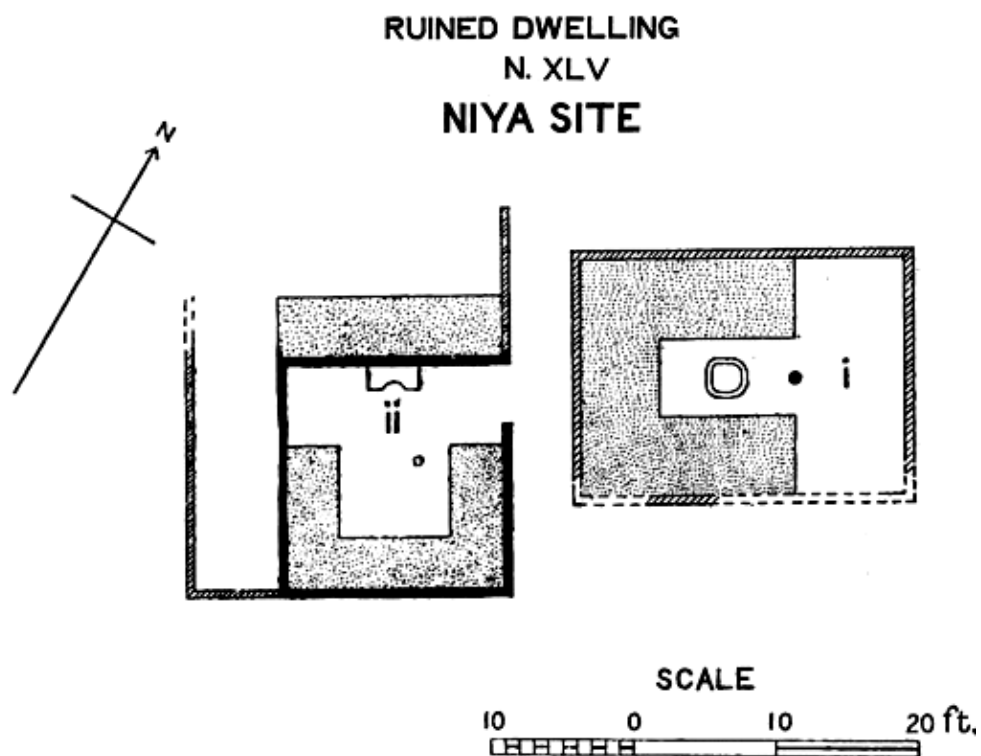 RUINED DWELLING
N. XLV
NIYA SITE
N
i
ii
SCALE
10 0 10 20 ft.